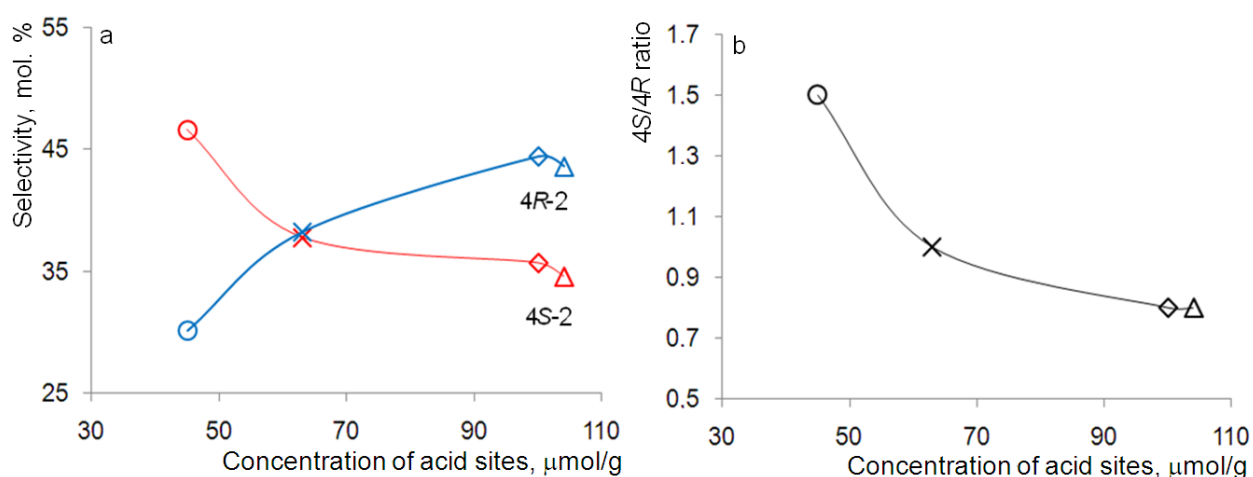 a
Selectivity, mol. %
55
45
35
25
4R-2
4S-2
30 50 70 90 110
Concentration of acid sites, μmol/g
b
4S/4R ratio
1.7
1.5
1.3
1.1
0.9
0.7
0.5
30 50 70 90 110
Concentration of acid sites, μmol/g